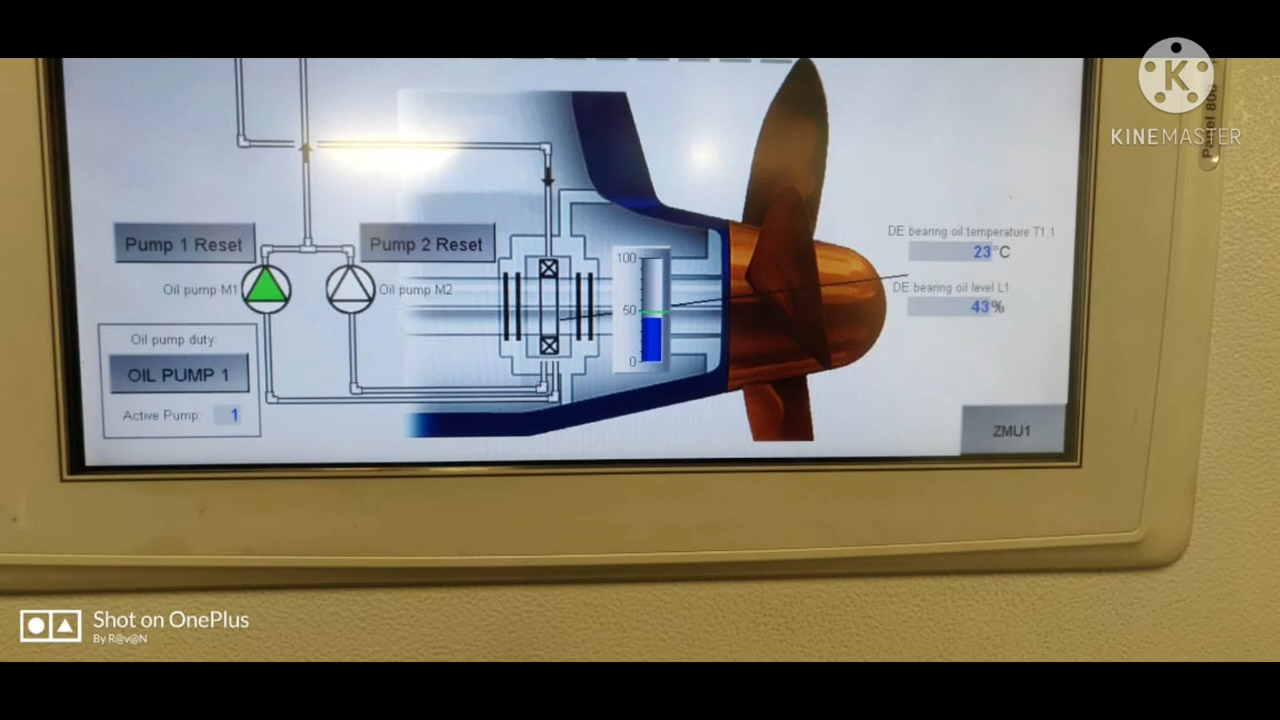 K
KINEMASTER
Panel 800
Pump 1 Reset
Pump 2 Reset
Oil pump M1
Oil pump M2
100
50
0
DE bearing oil temperature T1.1
23°C
DE bearing oil level L1
43%
Oil pump duty:
OIL PUMP 1
Active Pump: 1
ZMU1
Shot on OnePlus
By R@v@N